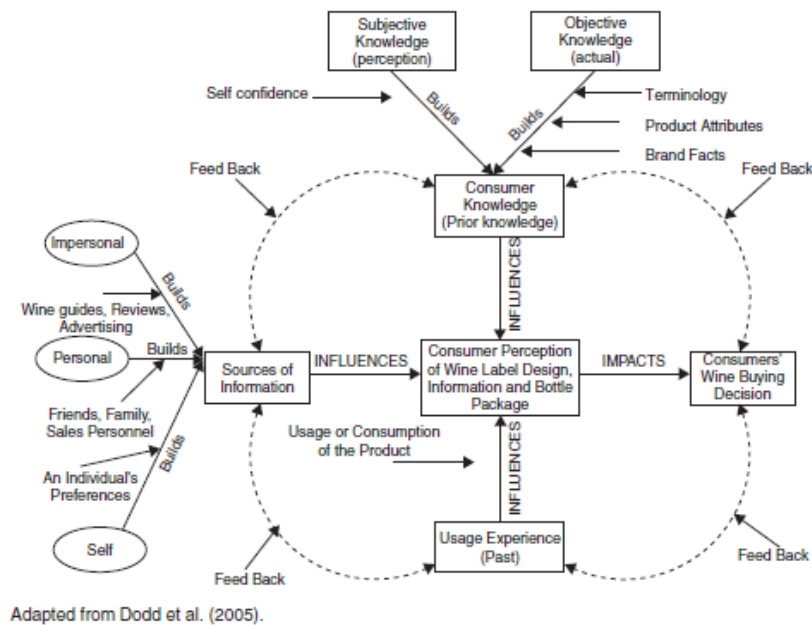 Subjective
Knowledge
(perception)
Objective
Knowledge
(actual)
Self confidence
Builds
Builds
Terminology
Product Attributes
Brand Facts
Feed Back
Feed Back
Consumer
Knowledge
(Prior knowledge)
Impersonal
Builds
INFLUENCES
Wine guides, Reviews,
Advertising
Personal
Builds
Sources of
Information
INFLUENCES
Consumer Perception
of Wine Label Design,
Information and Bottle
Package
IMPACTS
Consumers'
Wine Buying
Decision
Friends, Family,
Sales Personnel
Builds
An Individual's
Preferences
Usage or Consumption
of the Product
INFLUENCES
Self
Feed Back
Usage Experience
(Past)
Feed Back
Adapted from Dodd et al. (2005).